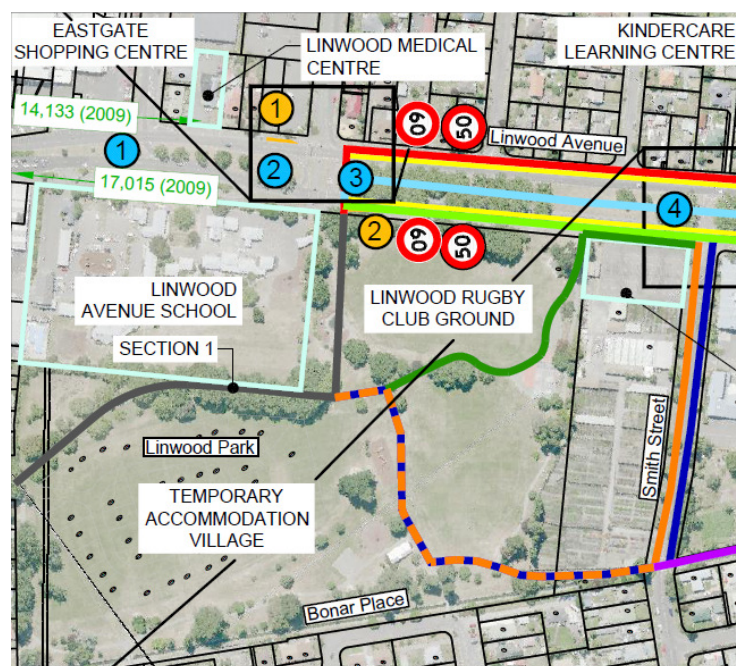 EASTGATE
SHOPPING CENTRE
LINWOOD MEDICAL
CENTRE
KINDERCARE
LEARNING CENTRE
14,133 (2009)
1
1
60
50
Linwood Avenue
2
3
17,015 (2009)
4
2
60
50
LINWOOD
AVENUE SCHOOL
LINWOOD RUGBY
CLUB GROUND
SECTION 1
Linwood Park
Smith Street
TEMPORARY
ACCOMMODATION
VILLAGE
Bonar Place